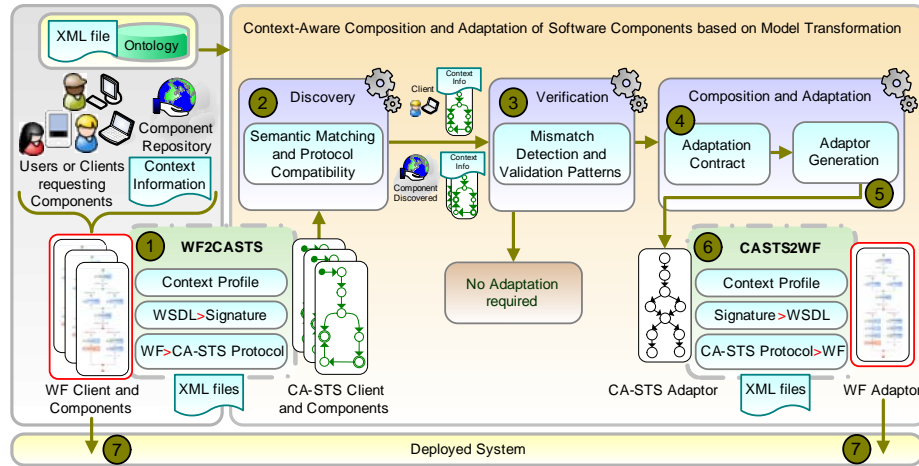 XML file
Ontology
Context-Aware Composition and Adaptation of Software Components based on Model Transformation
Users or Clients
requesting
Components
Component
Repository
Context
Information
2
Discovery
Semantic Matching
and Protocol
Compatibility
Client
Context
Info
Component
Discovered
Context
Info
3
Verification
Mismatch
Detection and
Validation Patterns
Composition and Adaptation
4
Adaptation
Contract
Adaptor
Generation
5
1
WF2CASTS
Context Profile
WSDL>Signature
WF>CA-STS Protocol
XML files
WF Client and
Components
CA-STS Client
and Components
No Adaptation
required
CA-STS Adaptor
6
CASTS2WF
Context Profile
Signature>WSDL
CA-STS Protocol>WF
XML files
WF Adaptor
7
Deployed System
7